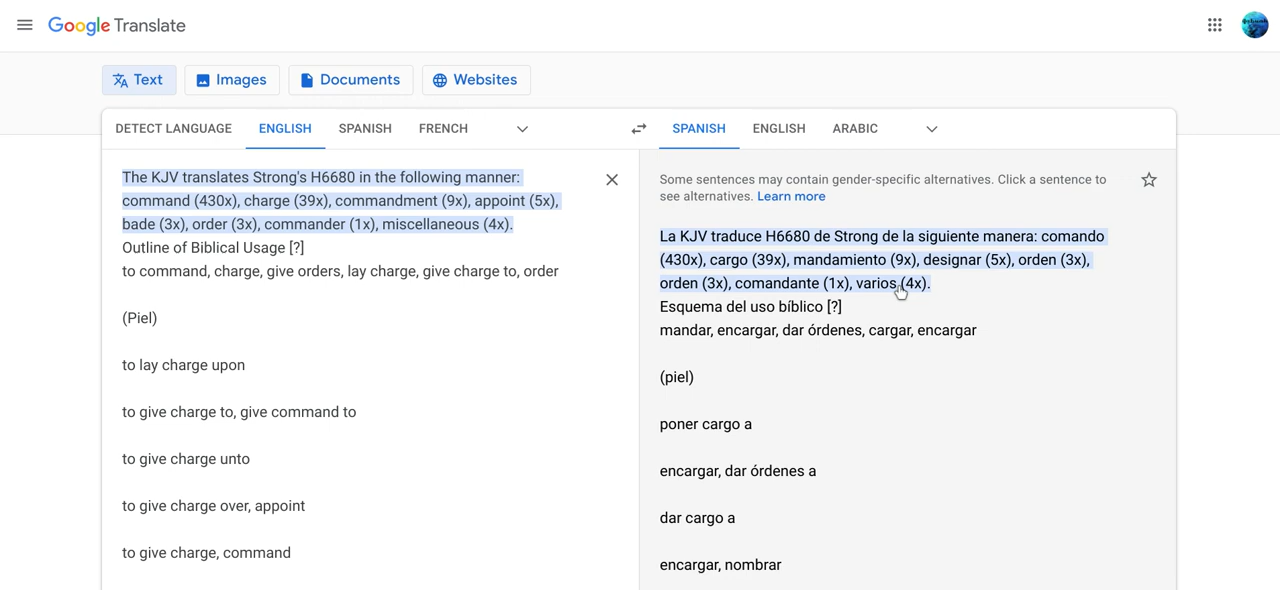 Google Translate
Text
Images
Documents
Websites
DETECT LANGUAGE
ENGLISH
SPANISH
FRENCH
SPANISH
ENGLISH
ARABIC
The KJV translates Strong's H6680 in the following manner:
command (430x), charge (39x), commandment (9x), appoint (5x),
bade (3x), order (3x), commander (1x), miscellaneous (4x).
Outline of Biblical Usage [?]
to command, charge, give orders, lay charge, give charge to, order
(Piel)
to lay charge upon
to give charge to, give command to
to give charge unto
to give charge over, appoint
to give charge, command
Some sentences may contain gender-specific alternatives. Click a sentence to
see alternatives. Learn more
La KJV traduce H6680 de Strong de la siguiente manera: comando
(430x), cargo (39x), mandamiento (9x), designar (5x), orden (3x),
orden (3x), comandante (1x), varios (4x).
Esquema del uso bíblico [?]
mandar, encargar, dar órdenes, cargar, encargar
(piel)
poner cargo a
encargar, dar órdenes a
dar cargo a
encargar, nombrar